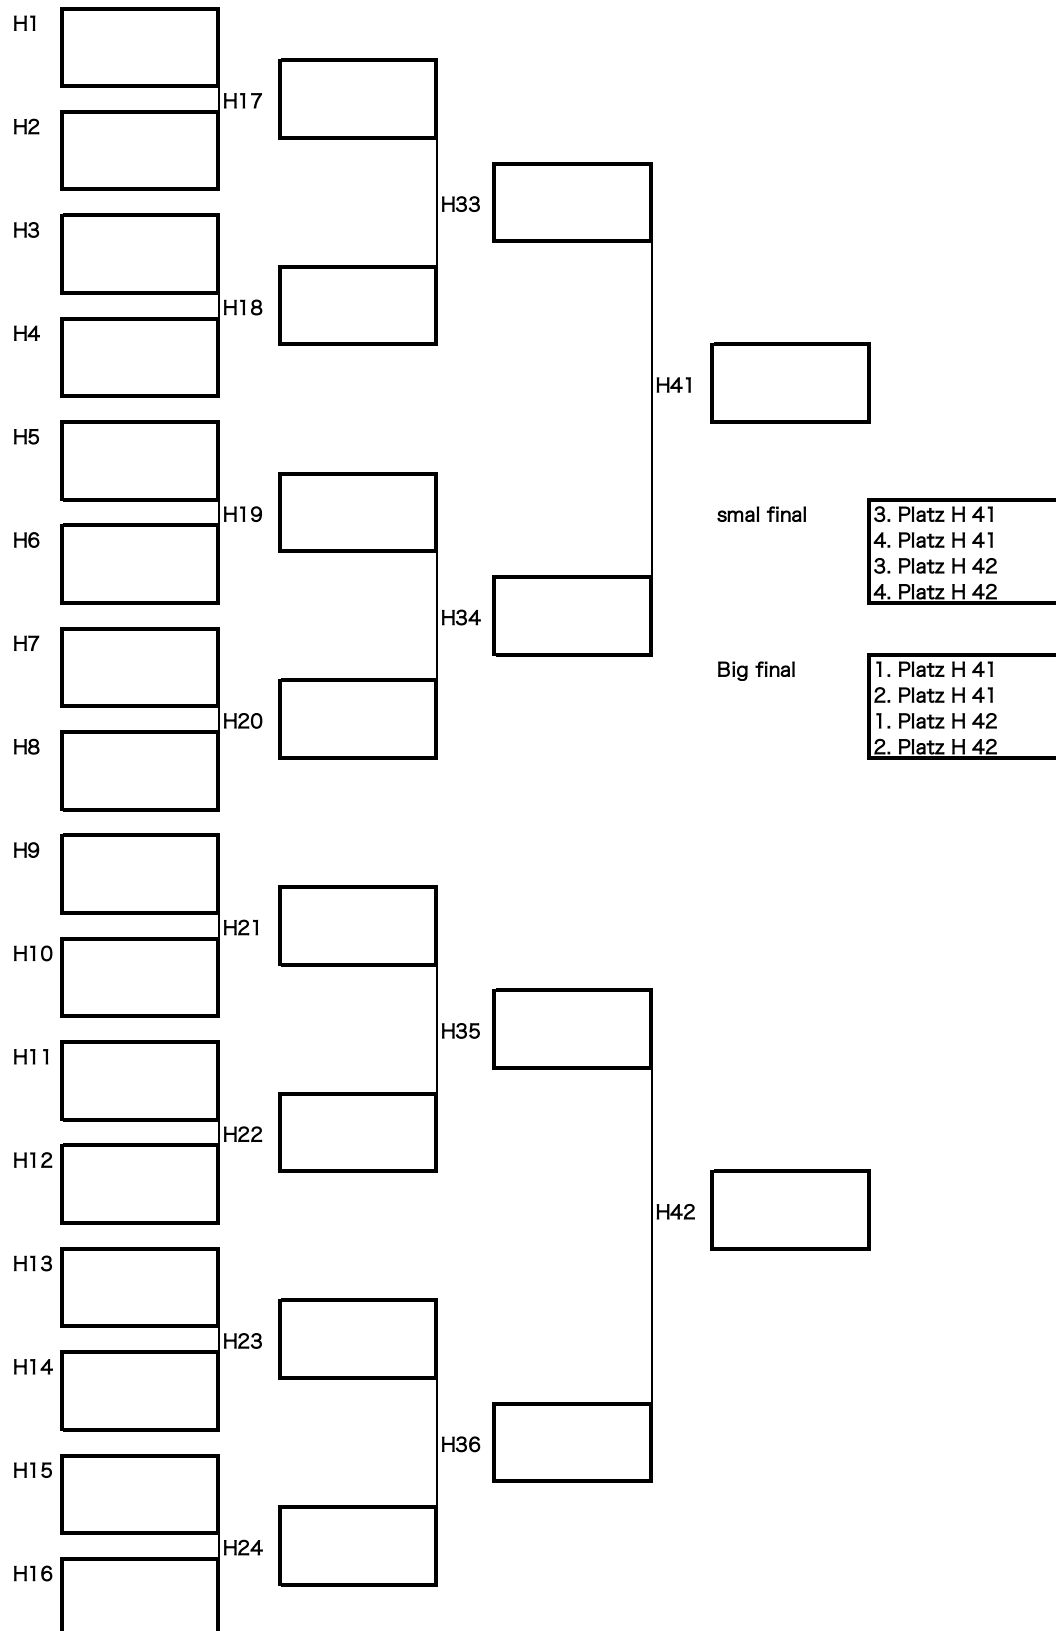 H1
H2
H3
H4
H5
H6
H7
H8
H9
H10
H11
H12
H13
H14
H15
H16
H17
H18
H19
H20
H21
H22
H23
H24
H33
H34
H35
H36
H41
H42
smal final
3. Platz H 41
4. Platz H 41
3. Platz H 42
4. Platz H 42
Big final
1. Platz H 41
2. Platz H 41
1. Platz H 42
2. Platz H 42